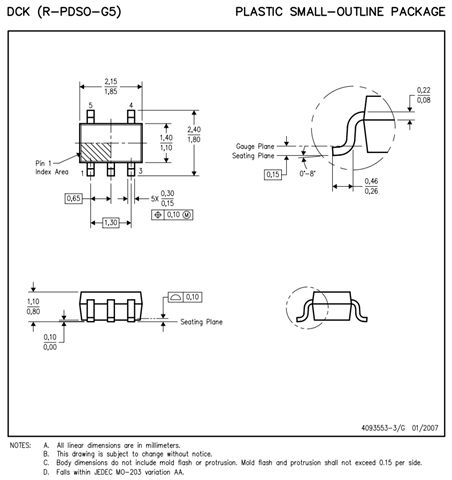 DCK (R-PDSO-G5)
PLASTIC SMALL-OUTLINE PACKAGE
2,15
1,85
5
4
1,40
1,10
2,40
1,80
Pin 1
Index Area
1
3
0,65
5X 0,30
0,15
0,10 M
1,30
0,22
0,08
Gauge Plane
Seating Plane
0,15
0°-8°
0,46
0,26
1,10
0,80
0,10
Seating Plane
0,10
0,00
4093553-3/G 01/2007
NOTES: A. All linear dimensions are in millimeters.
B. This drawing is subject to change without notice.
C. Body dimensions do not include mold flash or protrusion. Mold flash and protrusion shall not exceed 0.15 per side.
D. Falls within JEDEC MO-203 variation AA.